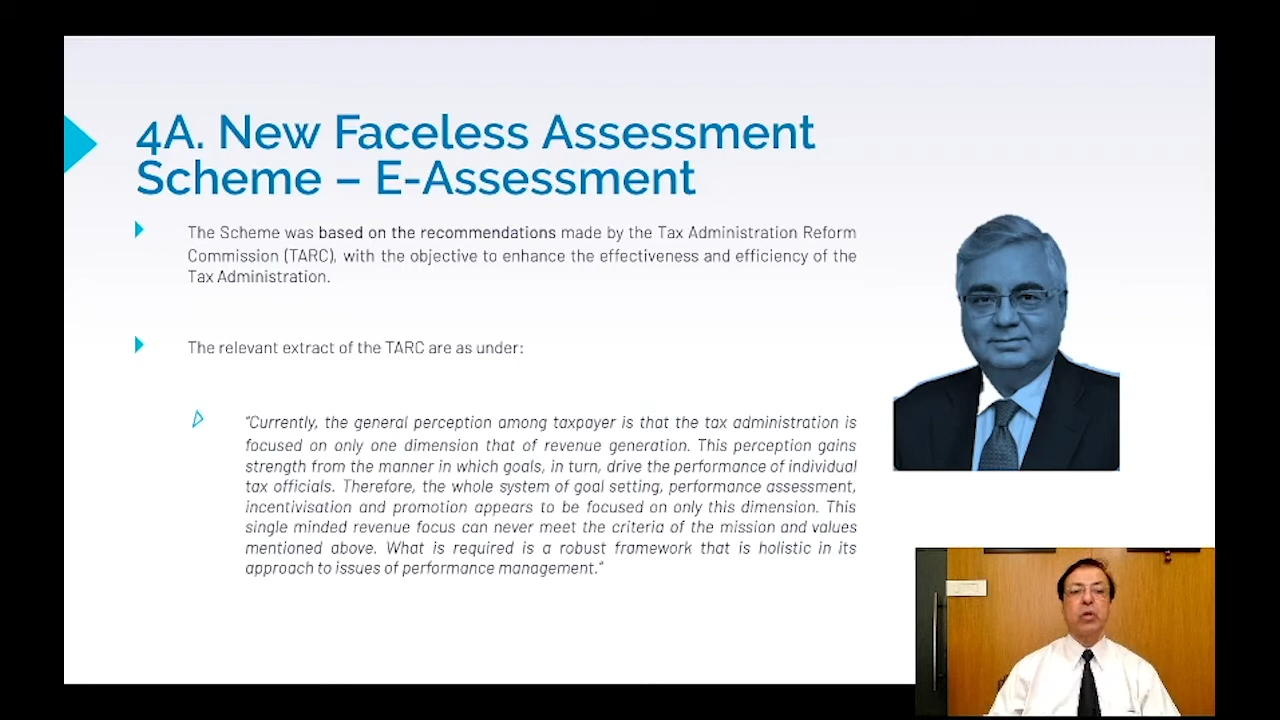 4A. New Faceless Assessment
Scheme – E-Assessment
The Scheme was based on the recommendations made by the Tax Administration Reform
Commission (TARC), with the objective to enhance the effectiveness and efficiency of the
Tax Administration.
The relevant extract of the TARC are as under:
“Currently, the general perception among taxpayer is that the tax administration is
focused on only one dimension that of revenue generation. This perception gains
strength from the manner in which goals, in turn, drive the performance of individual
tax officials. Therefore, the whole system of goal setting, performance assessment,
incentivisation and promotion appears to be focused on only this dimension. This
single minded revenue focus can never meet the criteria of the mission and values
mentioned above. What is required is a robust framework that is holistic in its
approach to issues of performance management.“